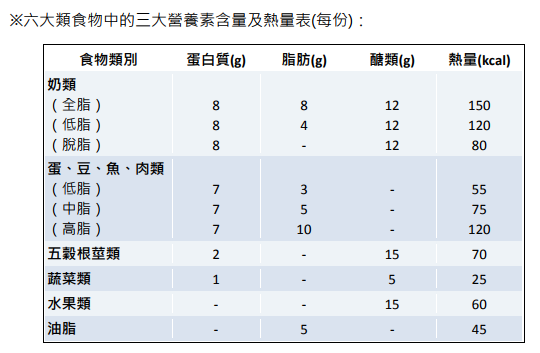 ※六大類食物中的三大營養素含量及熱量表(每份)：
食物類別 蛋白質(g) 脂肪(g) 醣類(g) 熱量(kcal)
奶類
（全脂） 8 8 12 150
（低脂） 8 4 12 120
（脫脂） 8 - 12 80
蛋、豆、魚、肉類
（低脂） 7 3 - 55
（中脂） 7 5 - 75
（高脂） 7 10 - 120
五穀根莖類 2 - 15 70
蔬菜類 1 - 5 25
水果類 - - 15 60
油脂 - 5 - 45